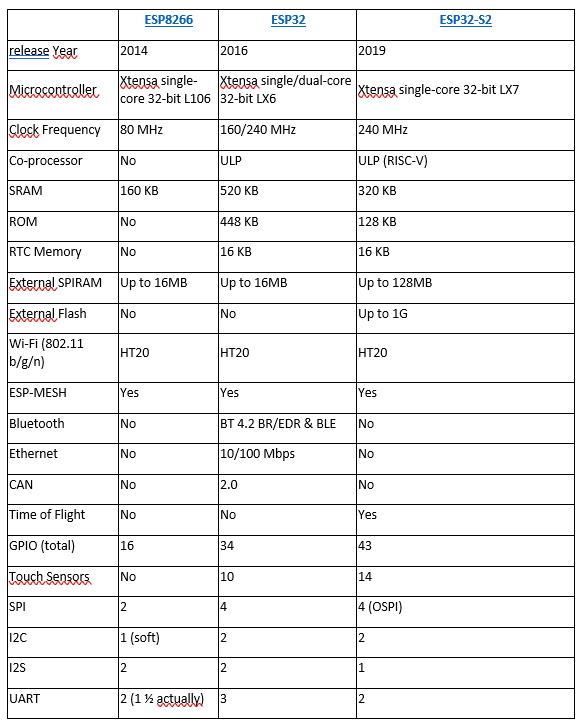 ESP8266 ESP32 ESP32-S2
release Year 2014 2016 2019
Microcontroller Xtensa single-core 32-bit L106 Xtensa single/dual-core 32-bit LX6 Xtensa single-core 32-bit LX7
Clock Frequency 80 MHz 160/240 MHz 240 MHz
Co-processor No ULP ULP (RISC-V)
SRAM 160 KB 520 KB 320 KB
ROM No 448 KB 128 KB
RTC Memory No 16 KB 16 KB
External SPIRAM Up to 16MB Up to 16MB Up to 128MB
External Flash No No Up to 1G
Wi-Fi (802.11 b/g/n) HT20 HT20 HT20
ESP-MESH Yes Yes Yes
Bluetooth No BT 4.2 BR/EDR & BLE No
Ethernet No 10/100 Mbps No
CAN No 2.0 No
Time of Flight No No Yes
GPIO (total) 16 34 43
Touch Sensors No 10 14
SPI 2 4 4 (OSPI)
I2C 1 (soft) 2 2
I2S 2 2 1
UART 2 (1 ½ actually) 3 2